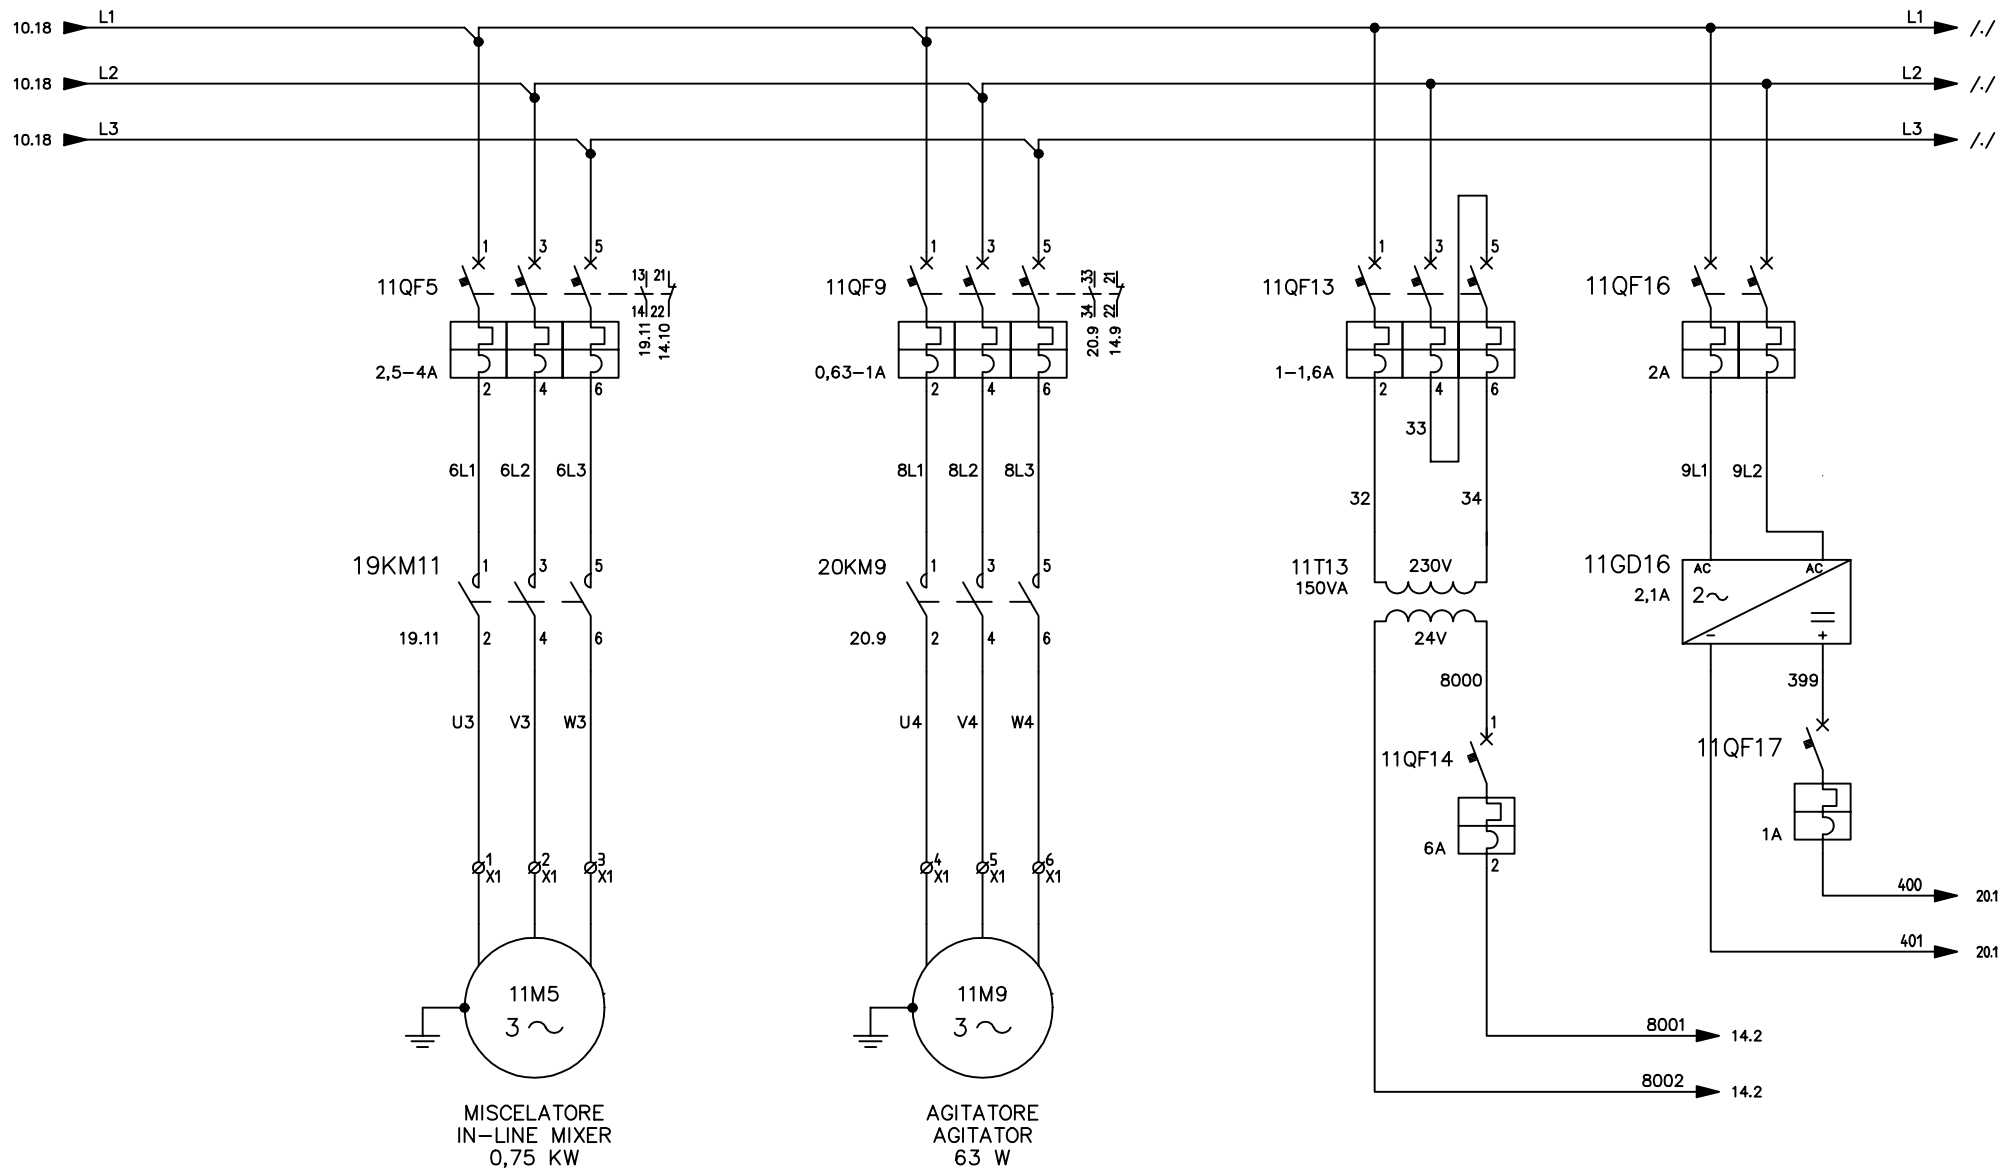 10.18 L1 L1 /./
10.18 L2 L2 /./
10.18 L3 L3 /./
1 3 5
13 21
11QF5
14 22
19.11
14.10
2,5-4A
2 4 6
6L1 6L2 6L3
19KM11
1 3 5
19.11
2 4 6
U3 V3 W3
1 2 3
X1 X1 X1
11M5
3
MISCELATORE
IN-LINE MIXER
0,75 KW
1 3 5
33 21
11QF9
34 22
20.9
14.9
0,63-1A
2 4 6
8L1 8L2 8L3
20KM9
1 3 5
20.9
2 4 6
U4 V4 W4
4 5 6
X1 X1 X1
11M9
3
AGITATORE
AGITATOR
63 W
1 3 5
11QF13
1-1,6A
2 4 6
33
32 34
11T13 230V
150VA
24V
8000
1
11QF14
6A
2
8001 14.2
8002 14.2
11QF16
2A
9L1 9L2
11GD16
AC AC
2,1A
2~
- +
399
11QF17
1A
400 20.1
401 20.1